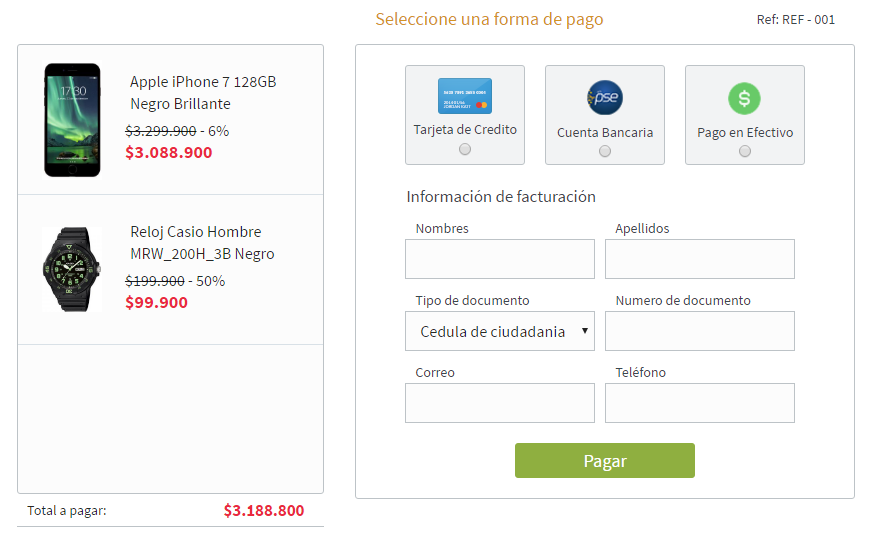 Seleccione una forma de pago
Ref: REF - 001
Apple iPhone 7 128GB
Negro Brillante
$3.299.900 - 6%
$3.088.900
Reloj Casio Hombre
MRW_200H_3B Negro
$199.900 - 50%
$99.900
Total a pagar:
$3.188.800
Tarjeta de Credito
pse
Cuenta Bancaria
$
Pago en Efectivo
Información de facturación
Nombres
Apellidos
Tipo de documento
Numero de documento
Cedula de ciudadania
Correo
Teléfono
Pagar
17:30